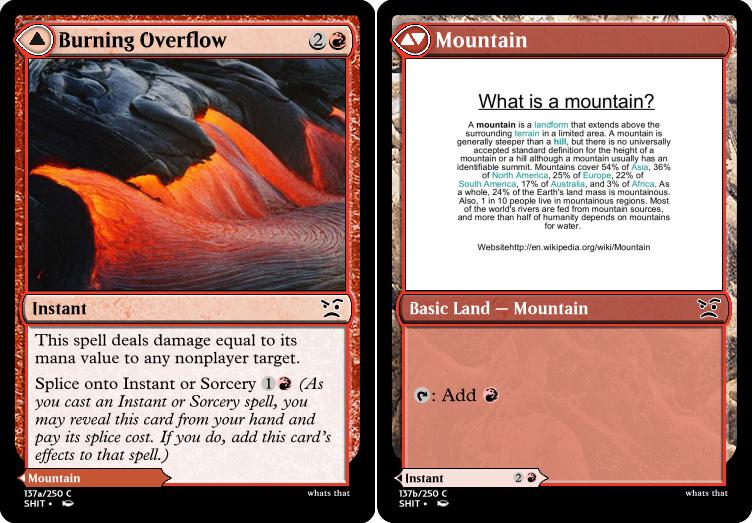 Burning Overflow
2
Instant
This spell deals damage equal to its
mana value to any nonplayer target.
Splice onto Instant or Sorcery 1 (As
you cast an Instant or Sorcery spell, you
may reveal this card from your hand and
pay its splice cost. If you do, add this card's
effects to that spell.)
Mountain
137a/250 C
SHIT •
whats that
Mountain
What is a mountain?
A mountain is a landform that extends above the
surrounding terrain in a limited area. A mountain is
generally steeper than a hill, but there is no universally
accepted standard definition for the height of a
mountain or a hill although a mountain usually has an
identifiable summit. Mountains cover 54% of Asia, 36%
of North America, 25% of Europe, 22% of
South America, 17% of Australia, and 3% of Africa. As
a whole, 24% of the Earth's land mass is mountainous.
Also, 1 in 10 people live in mountainous regions. Most
of the world's rivers are fed from mountain sources,
and more than half of humanity depends on mountains
for water.
Websitehttp://en.wikipedia.org/wiki/Mountain
Basic Land — Mountain
: Add
Instant
2
137b/250 C
SHIT •
whats that